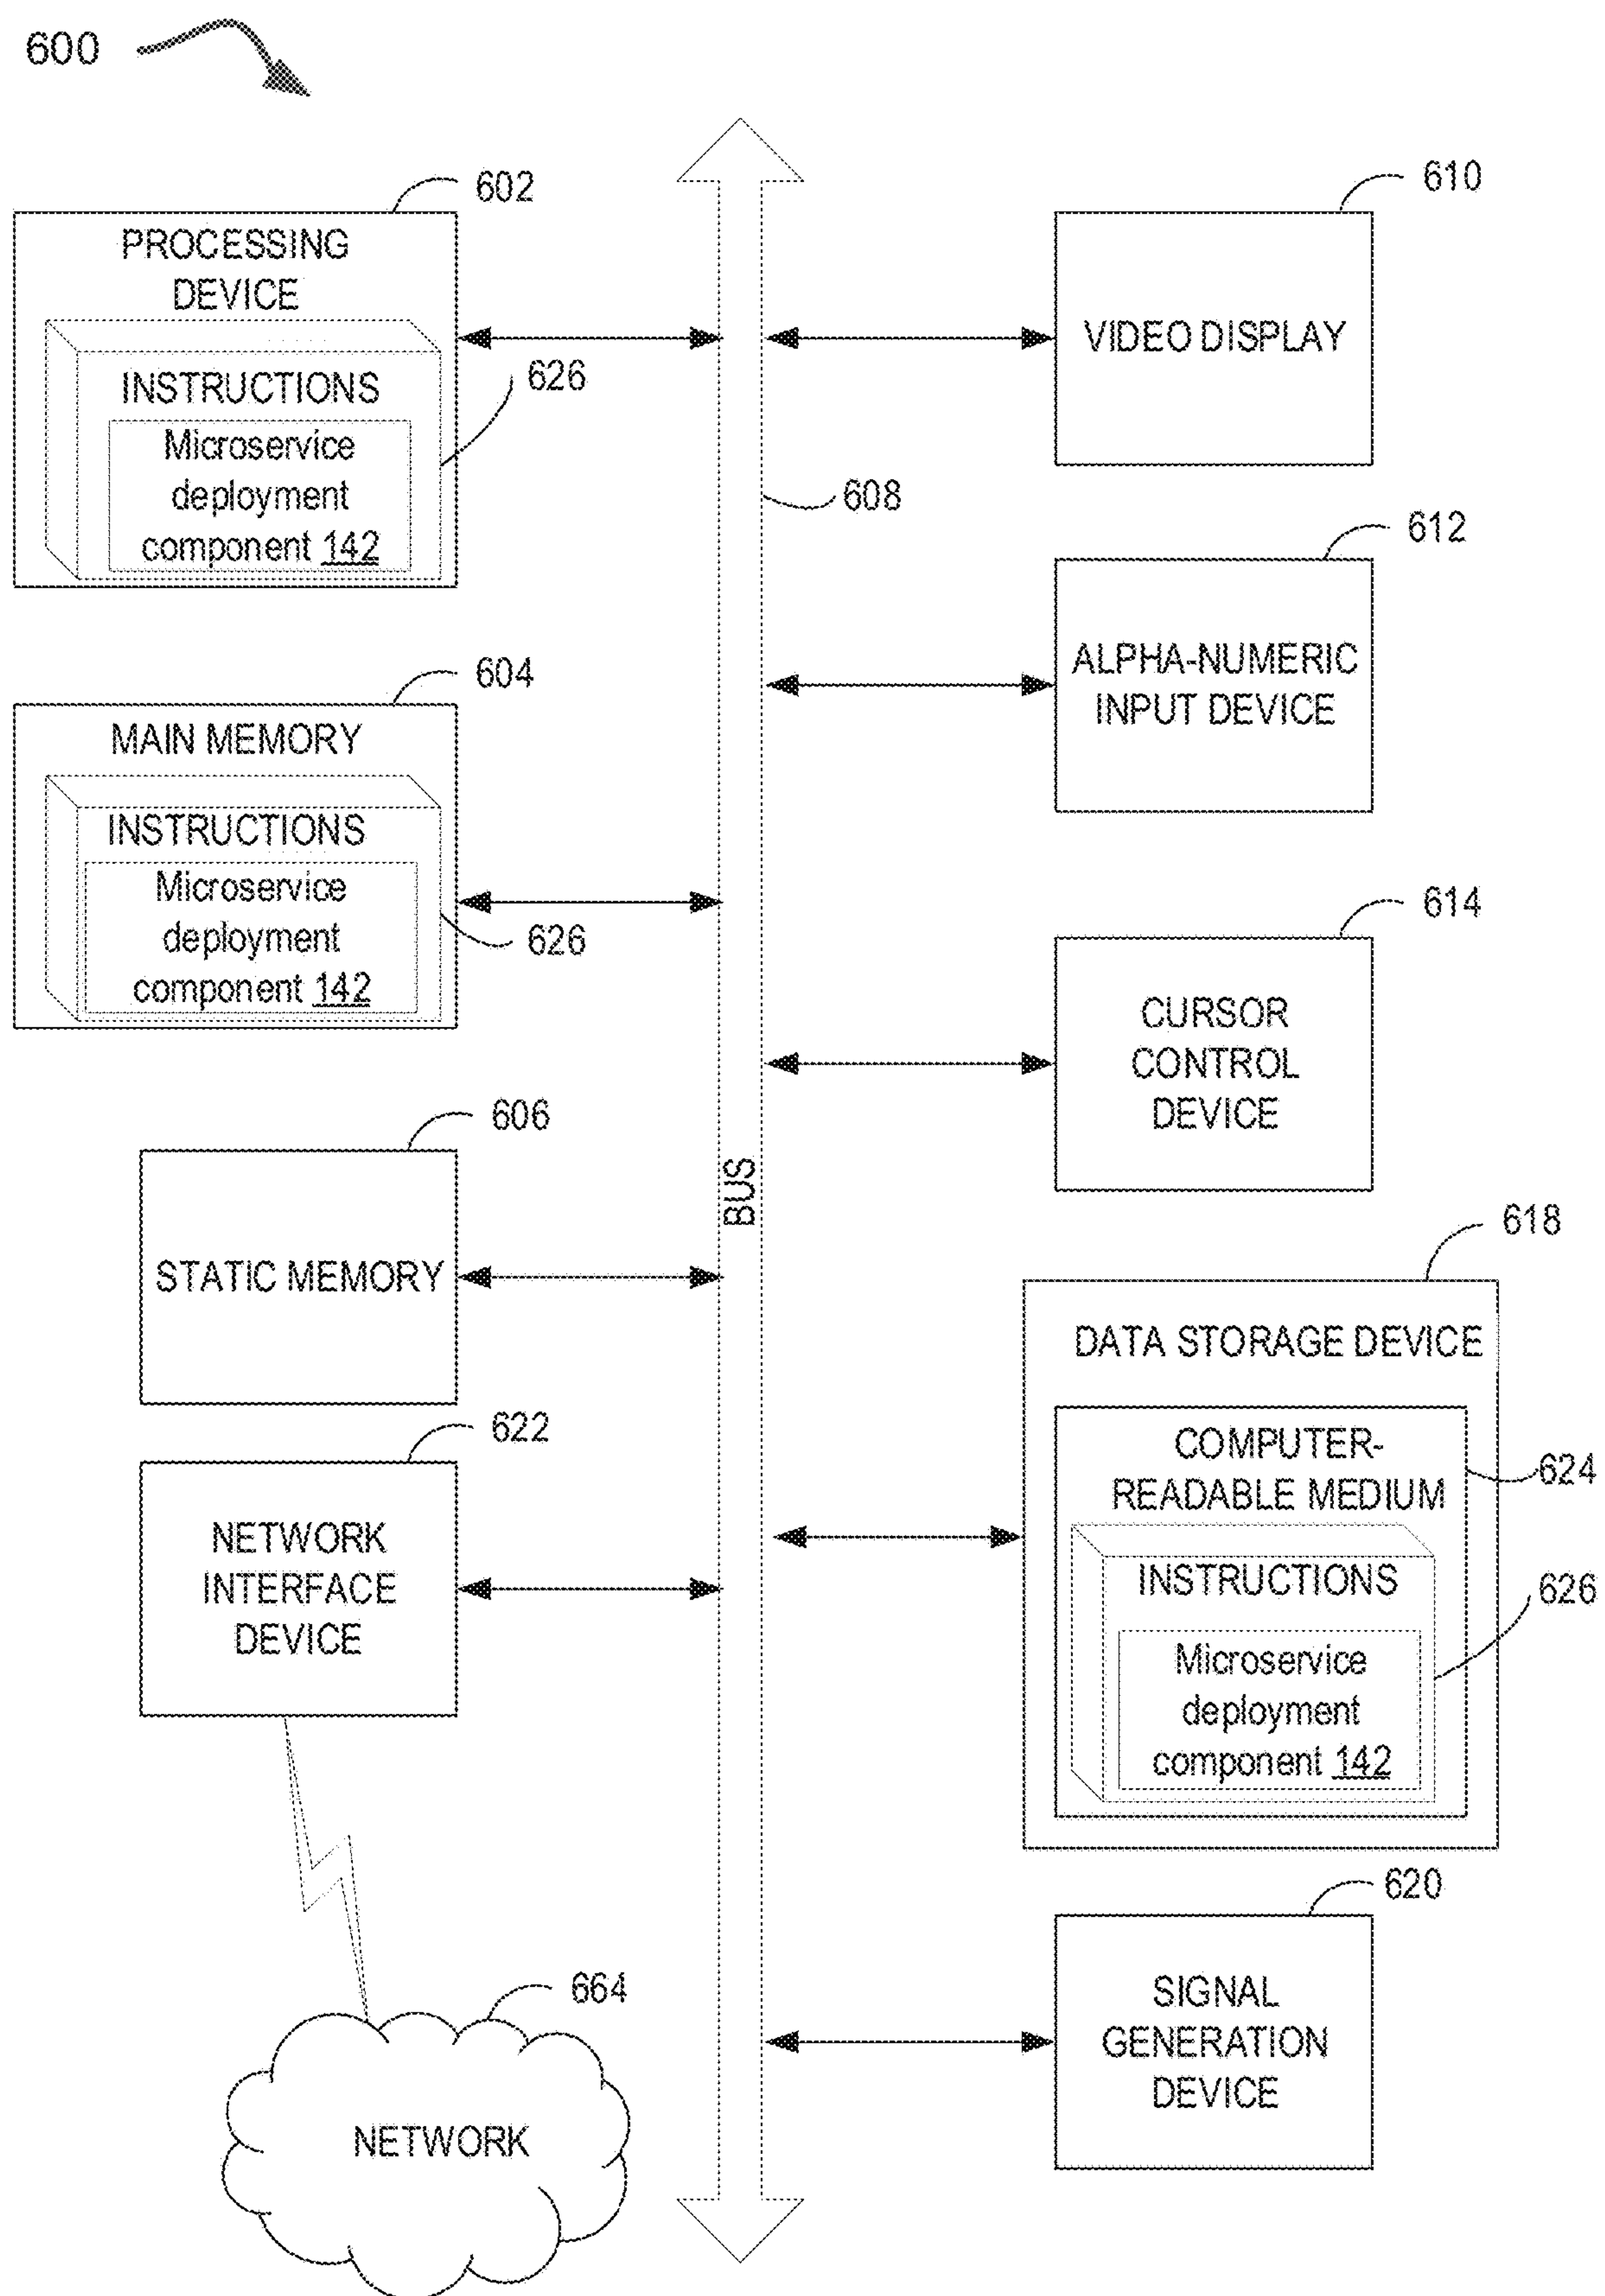 600
602
PROCESSING
DEVICE
INSTRUCTIONS
Microservice
deployment
component 142
626
604
MAIN MEMORY
INSTRUCTIONS
Microservice
deployment
component 142
626
606
STATIC MEMORY
622
NETWORK
INTERFACE
DEVICE
664
NETWORK
608
BUS
610
VIDEO DISPLAY
612
ALPHA-NUMERIC
INPUT DEVICE
614
CURSOR
CONTROL
DEVICE
618
DATA STORAGE DEVICE
COMPUTER-
READABLE MEDIUM
624
INSTRUCTIONS
626
Microservice
deployment
component 142
620
SIGNAL
GENERATION
DEVICE